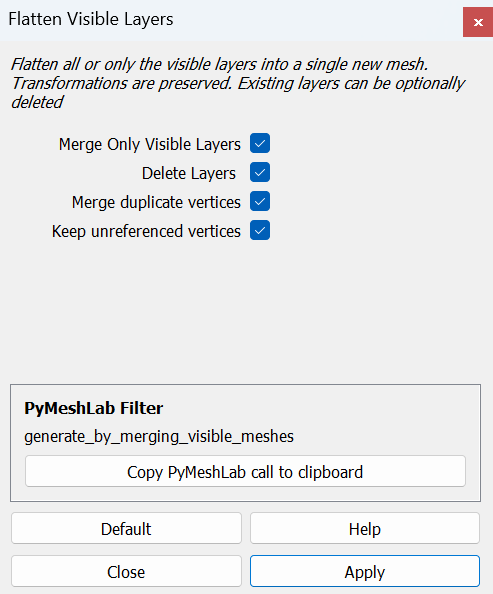 Flatten Visible Layers
Flatten all or only the visible layers into a single new mesh.
Transformations are preserved. Existing layers can be optionally
deleted
Merge Only Visible Layers
Delete Layers
Merge duplicate vertices
Keep unreferenced vertices
PyMeshLab Filter
generate_by_merging_visible_meshes
Copy PyMeshLab call to clipboard
Default
Help
Close
Apply